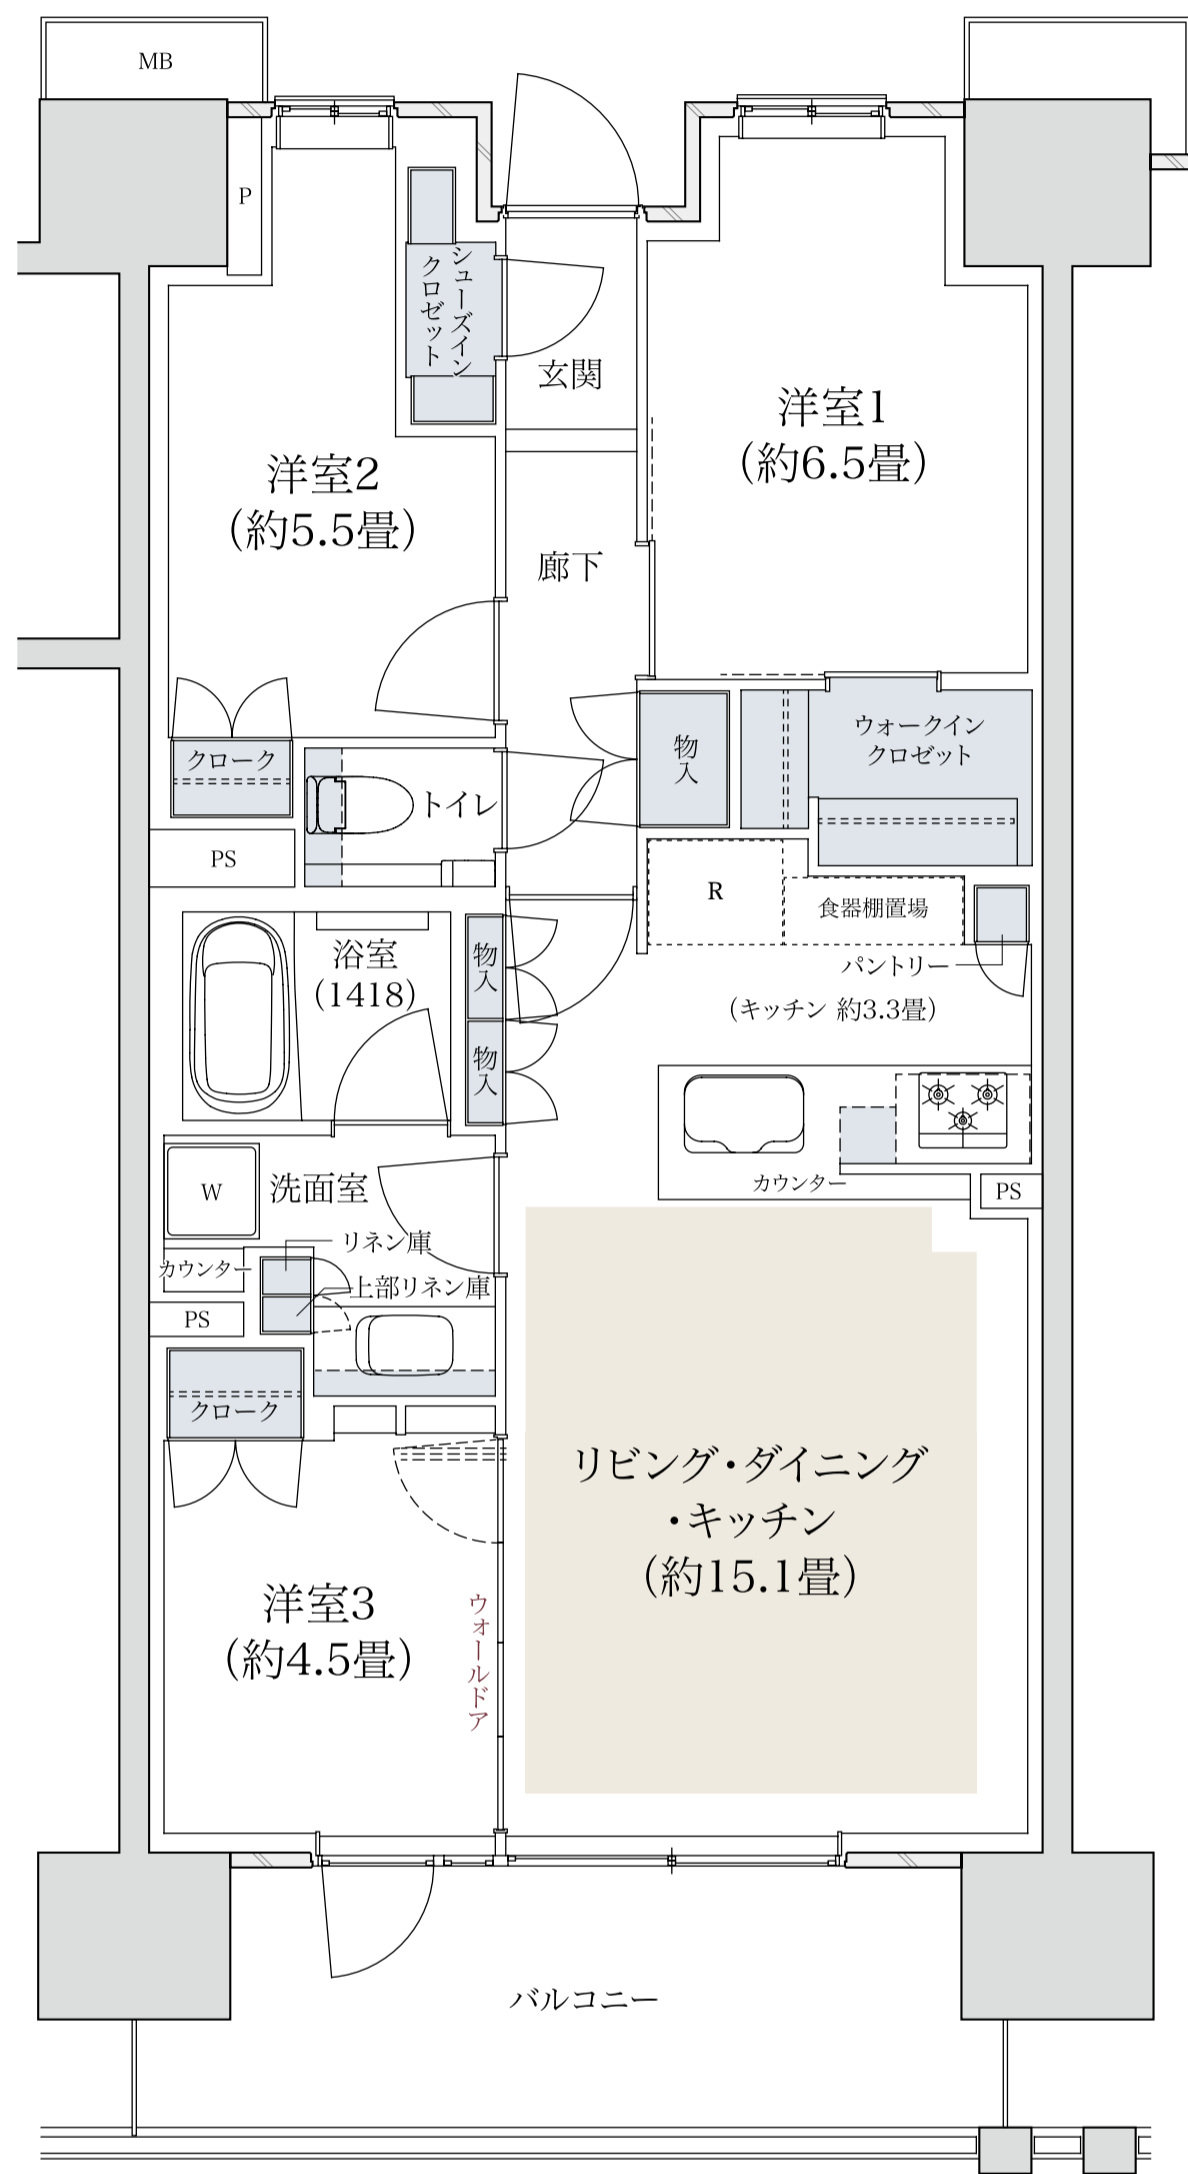 MB
P
シューズイン
クロゼット
玄関
洋室1
(約6.5畳)
洋室2
(約5.5畳)
廊下
クローク
トイレ
物入
ウォークイン
クロゼット
PS
R
食器棚置場
パントリー
(キッチン 約3.3畳)
浴室
(1418)
物入
物入
W
洗面室
カウンター
PS
リネン庫
カウンター
上部リネン庫
PS
クローク
リビング・ダイニング
・キッチン
(約15.1畳)
洋室3
(約4.5畳)
ウォールドア
バルコニー